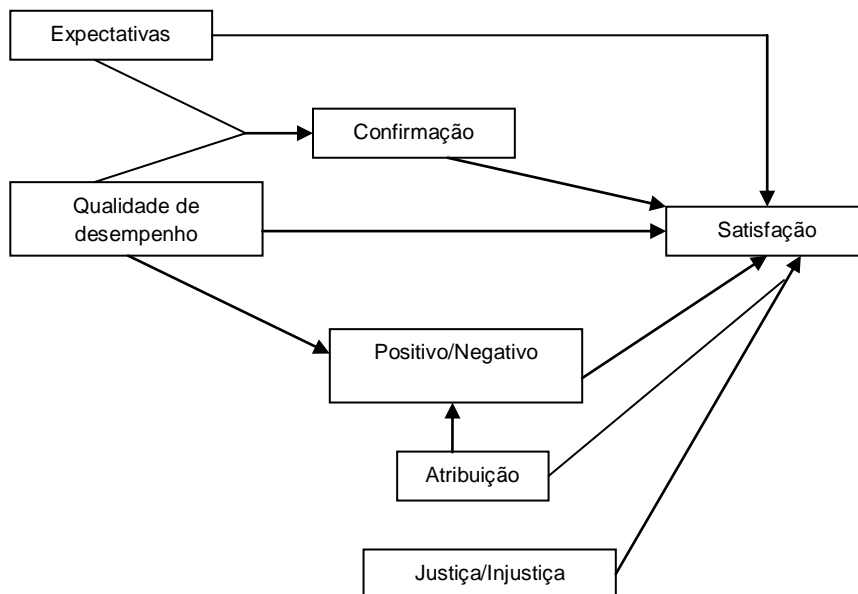 Expectativas
Confirmação
Qualidade de
desempenho
Satisfação
Positivo/Negativo
Atribuição
Justiça/Injustiça